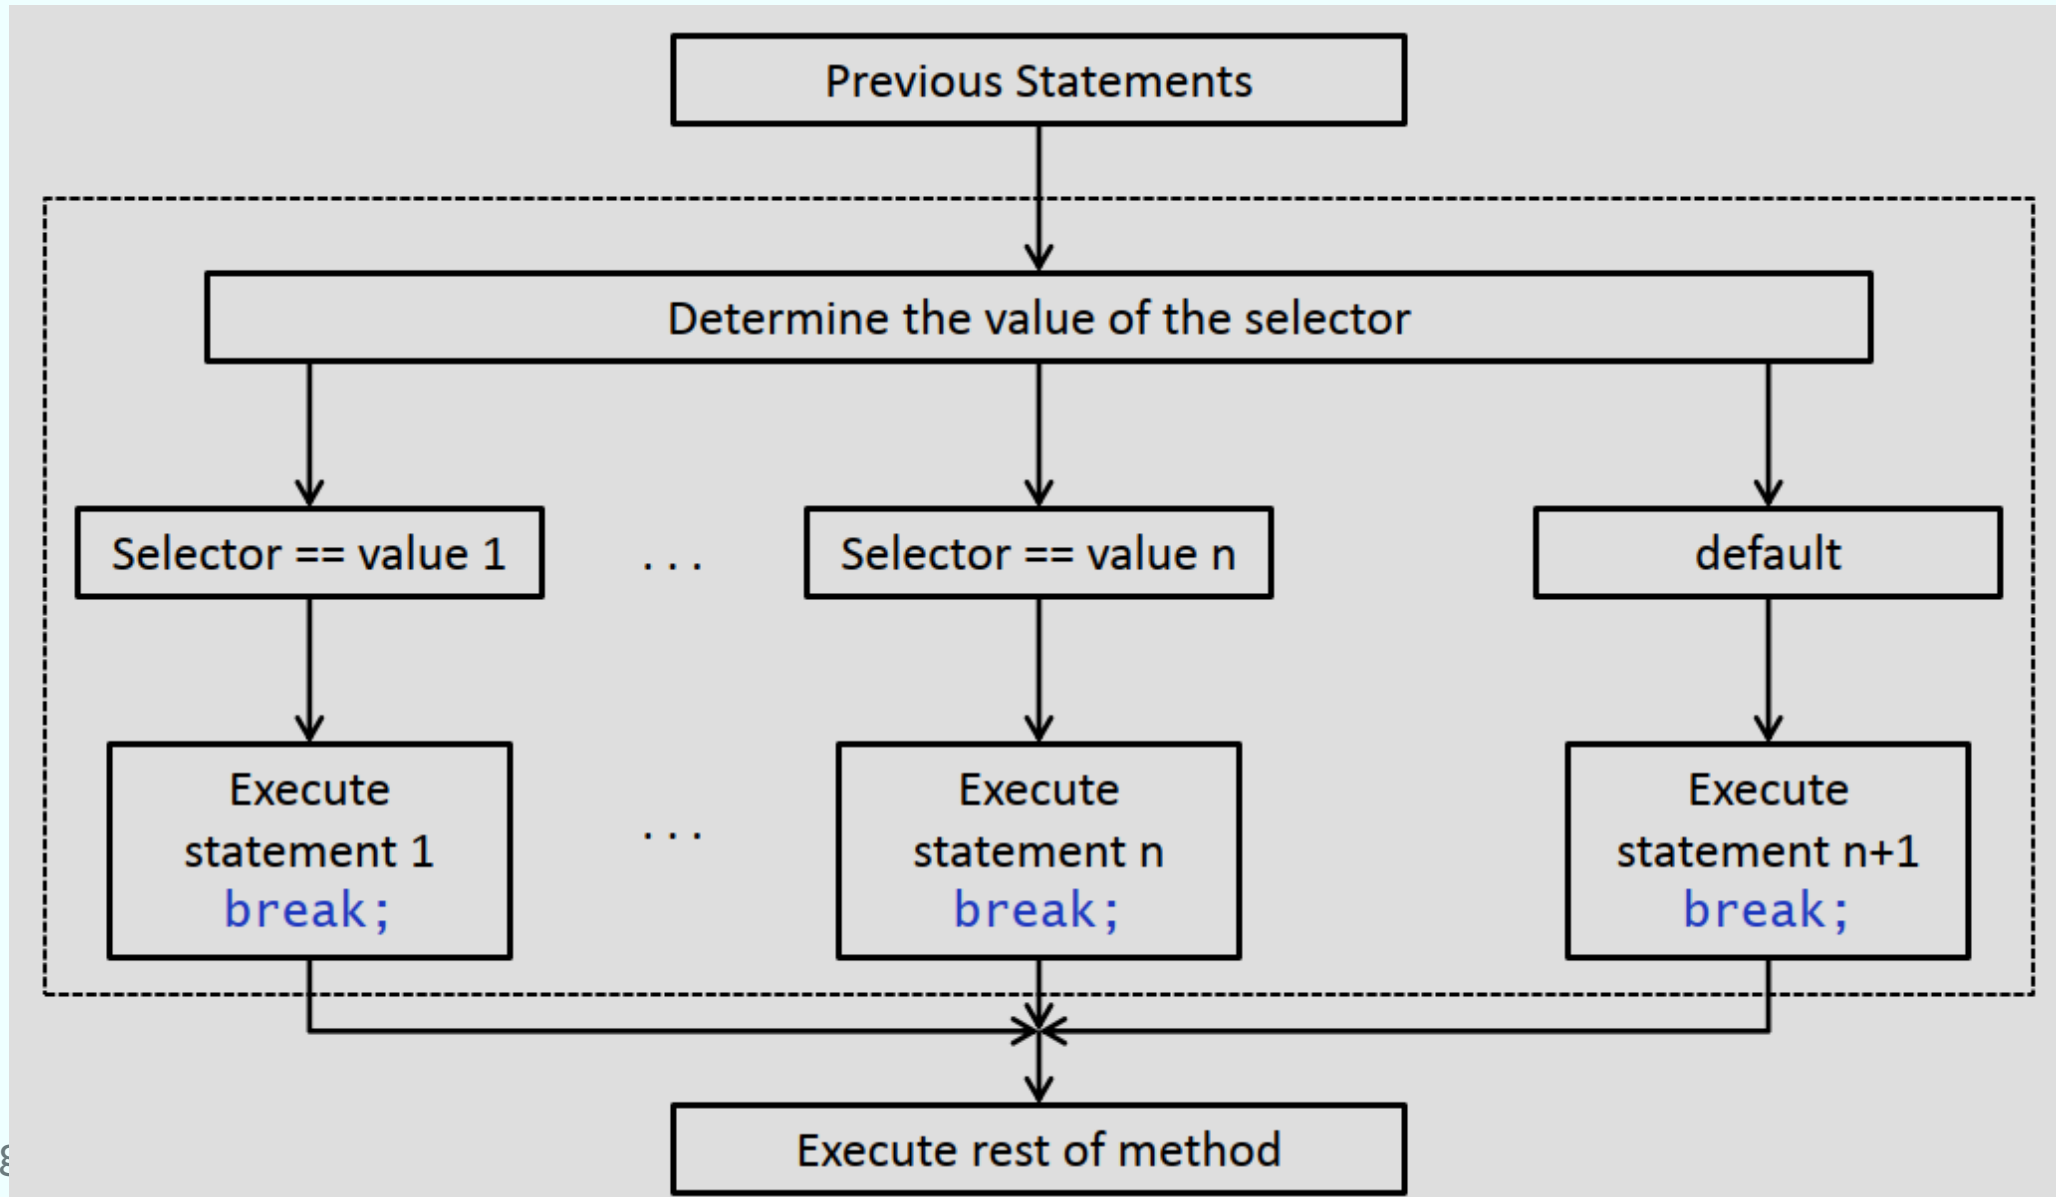 Previous Statements
Determine the value of the selector
Selector == value 1
. . .
Selector == value n
default
Execute
statement 1
break;
. . .
Execute
statement n
break;
Execute
statement n+1
break;
Execute rest of method